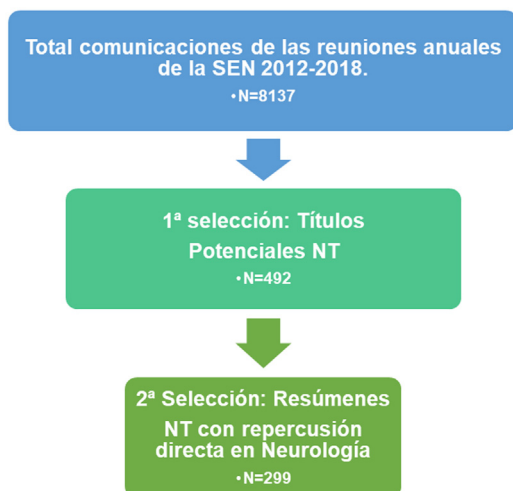 Total comunicaciones de las reuniones anuales
de la SEN 2012-2018.
•N=8137
1ª selección: Títulos
Potenciales NT
•N=492
2ª Selección: Resúmenes
NT con repercusión
directa en Neurología
•N=299